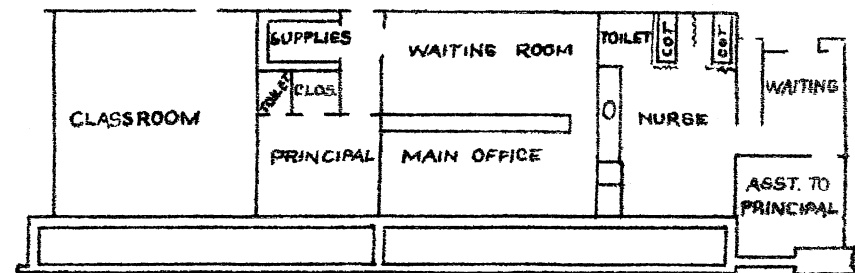 CLASSROOM
SUPPLIES
TOILET
CLOS.
PRINCIPAL
WAITING ROOM
MAIN OFFICE
TOILET
COT
COT
NURSE
WAITING
ASST. TO
PRINCIPAL